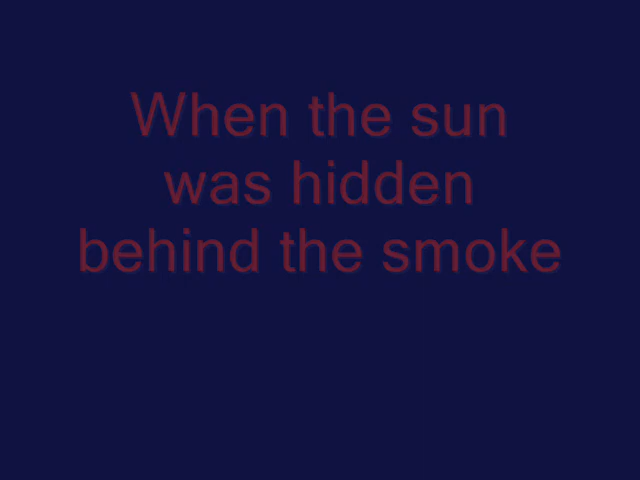 When the sun
was hidden
behind the smoke